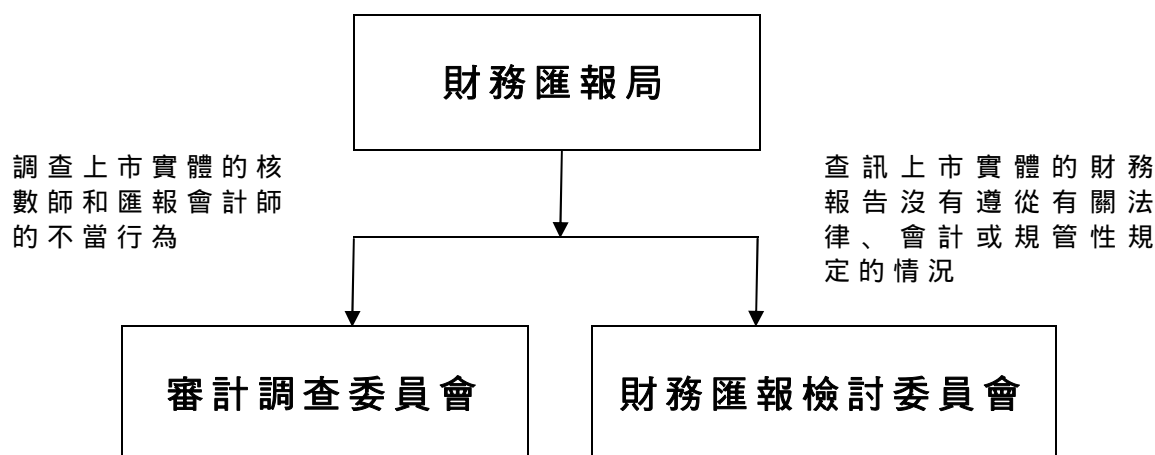 財務匯報局
調查上市實體的核
數師和匯報會計師
的不當行為
查訊上市實體的財務
報告沒有遵從有關法
律、會計或規管性規
定的情況
審計調查委員會
財務匯報檢討委員會